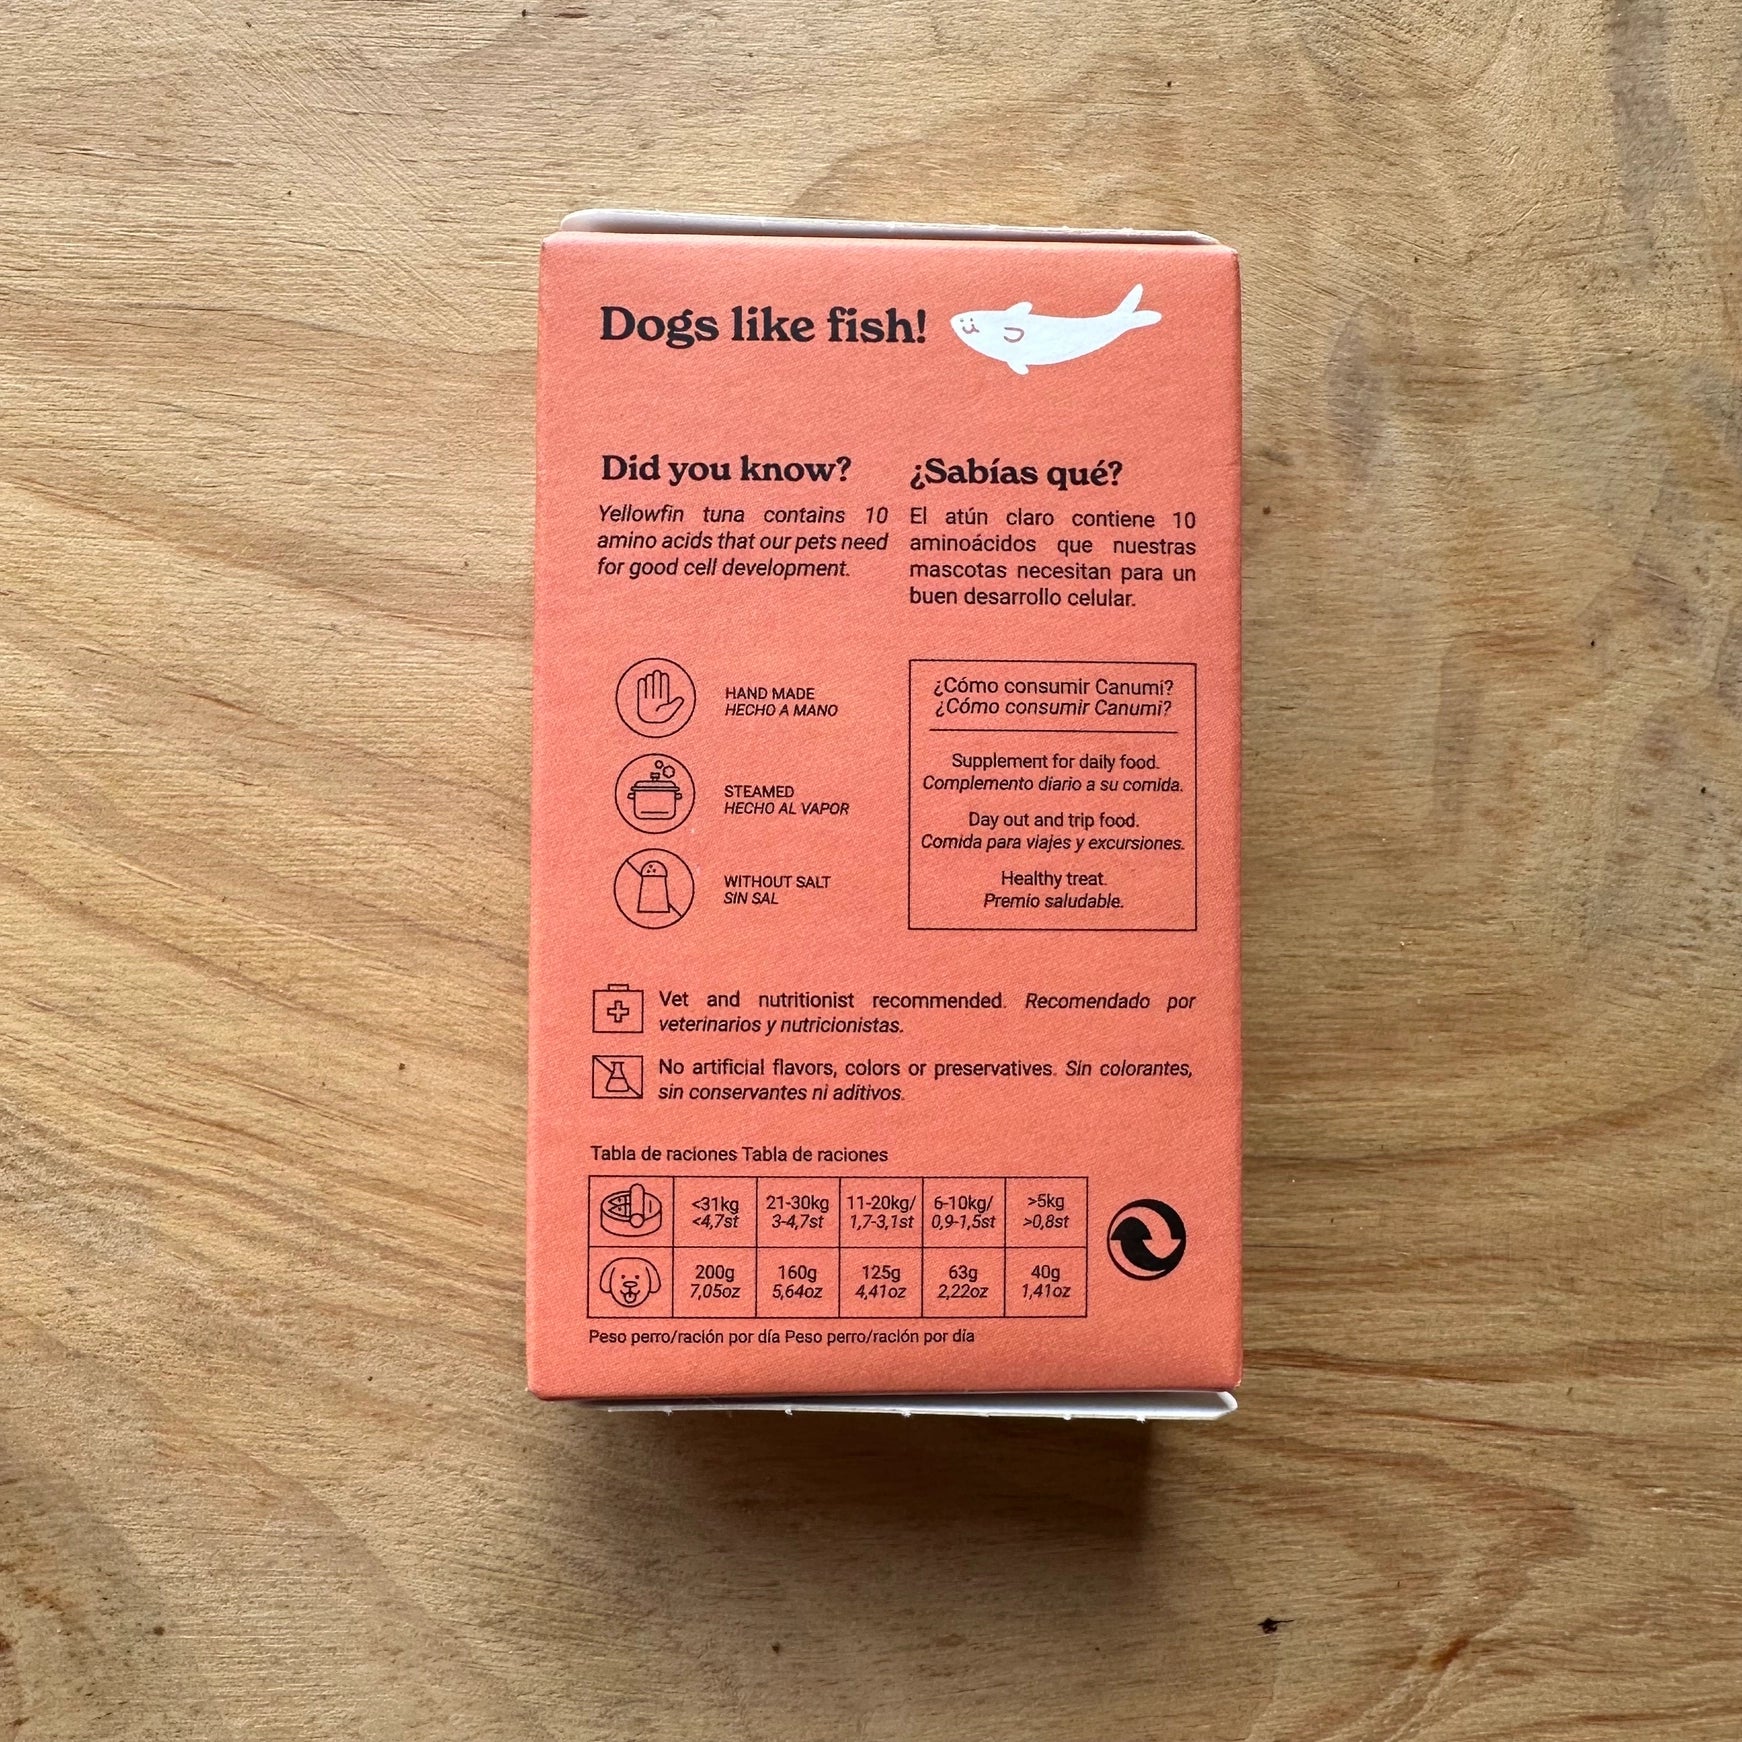 Dogs like fish!
Did you know?
Yellowfin tuna contains 10
amino acids that our pets need
for good cell development.
¿Sabías qué?
El atún claro contiene 10
aminoácidos que nuestras
mascotas necesitan para un
buen desarrollo celular.
HAND MADE
HECHO A MANO
STEAMED
HECHO AL VAPOR
WITHOUT SALT
SIN SAL
¿Cómo consumir Canumi?
¿Cómo consumir Canumi?
Supplement for daily food.
Complemento diario a su comida.
Day out and trip food.
Comida para viajes y excursiones.
Healthy treat.
Premio saludable.
Vet and nutritionist recommended. Recomendado por
veterinarios y nutricionistas.
No artificial flavors, colors or preservatives. Sin colorantes,
sin conservantes ni aditivos.
Tabla de raciones Tabla de raciones
<31kg 21-30kg 11-20kg/ 6-10kg/ >5kg
<4,7st 3-4,7st 1,7-3,1st 0,9-1,5st >0,8st
200g 160g 125g 63g 40g
7,05oz 5,64oz 4,41oz 2,22oz 1,41oz
Peso perro/ración por día Peso perro/ración por día